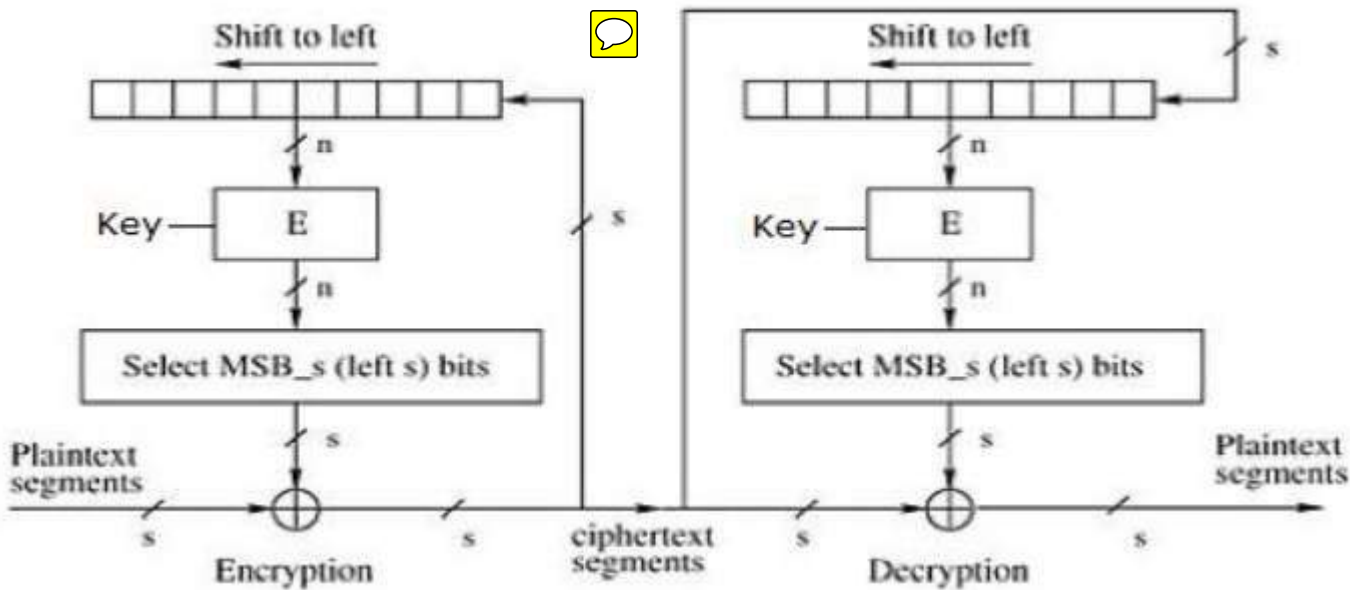 Shift to left
Shift to left
s
n
n
Key
E
s
Key
E
n
n
Select MSB_s (left s) bits
Select MSB_s (left s) bits
s
s
Plaintext
segments
Plaintext
segments
s
s
ciphertext
segments
s
s
Encryption
Decryption